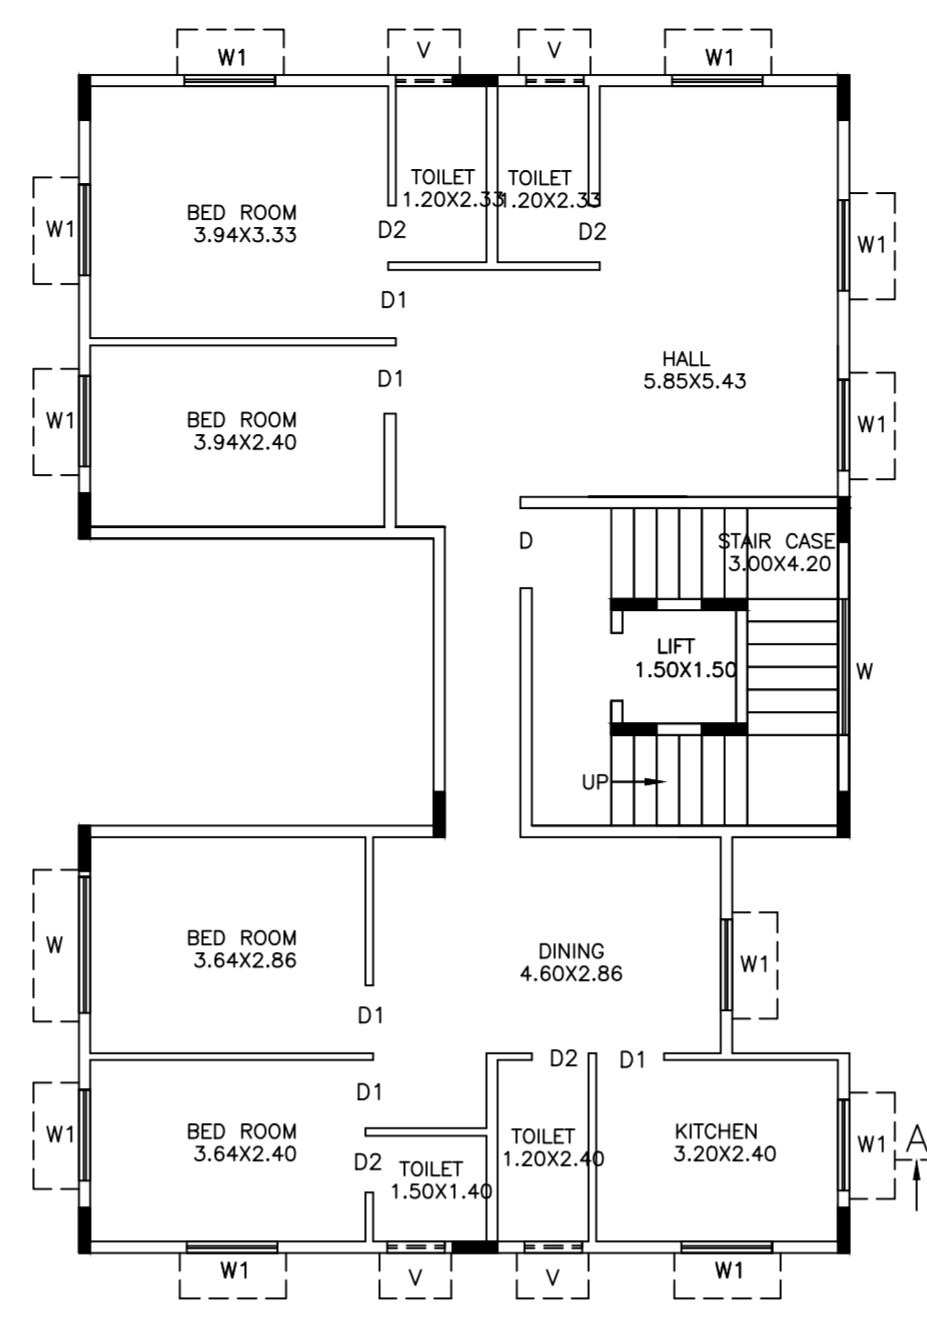 W1
V
V
W1
TOILET
1.20X2.33
TOILET
1.20X2.33
BED ROOM
3.94X3.33
W1
D2
D2
W1
D1
HALL
5.85X5.43
D1
W1
BED ROOM
3.94X2.40
W1
D
STAIR CASE
3.00X4.20
LIFT
1.50X1.50
W
UP
W
BED ROOM
3.64X2.86
DINING
4.60X2.86
W1
D1
D2
D1
D1
W1
BED ROOM
3.64X2.40
TOILET
1.20X2.40
KITCHEN
3.20X2.40
W1
A
D2
TOILET
1.50X1.40
W1
V
V
W1